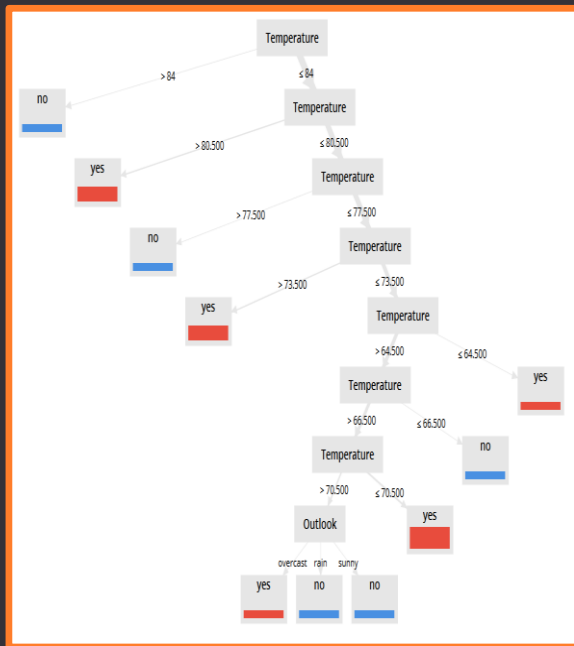 Temperature
> 84
≤ 84
no
Temperature
> 80.500
≤ 80.500
yes
Temperature
> 77.500
≤ 77.500
no
Temperature
> 73.500
≤ 73.500
yes
Temperature
> 64.500
≤ 64.500
Temperature
yes
> 66.500
≤ 66.500
Temperature
no
> 70.500
≤ 70.500
Outlook
yes
overcast
rain
sunny
yes
no
no